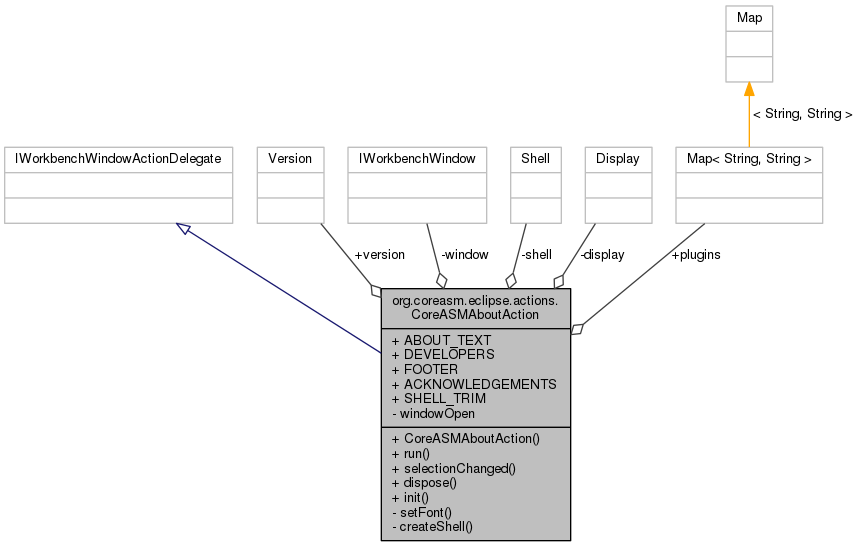 Map
< String, String >
IWorkbenchWindowActionDelegate
Version
IWorkbenchWindow
Shell
Display
Map< String, String >
+version
-window
-shell
-display
+plugins
org.coreasm.eclipse.actions.
CoreASMAboutAction
+ ABOUT_TEXT
+ DEVELOPERS
+ FOOTER
+ ACKNOWLEDGEMENTS
+ SHELL_TRIM
- windowOpen
+ CoreASMAboutAction()
+ run()
+ selectionChanged()
+ dispose()
+ init()
- setFont()
- createShell()